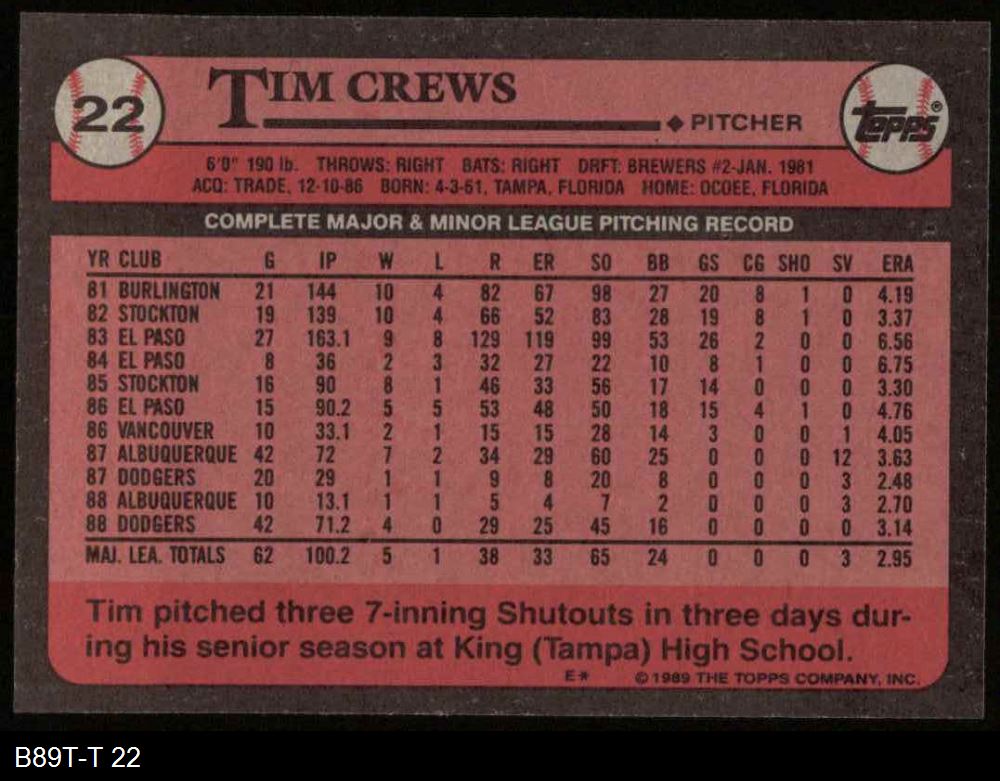 22
TIM CREWS
PITCHER
Topps®
6'0" 190 lb. THROWS: RIGHT BATS: RIGHT DRFT: BREWERS #2-JAN. 1981
ACQ: TRADE, 12-10-86 BORN: 4-3-61, TAMPA, FLORIDA HOME: OCOEE, FLORIDA
COMPLETE MAJOR & MINOR LEAGUE PITCHING RECORD
YR CLUB G IP W L R ER SO BB GS CG SHO SV ERA
81 BURLINGTON 21 144 10 4 82 67 98 27 20 8 1 0 4.19
82 STOCKTON 19 139 10 4 66 52 83 28 19 8 1 0 3.37
83 EL PASO 27 163.1 9 8 129 119 99 53 26 2 0 0 6.56
84 EL PASO 8 36 2 3 32 27 22 10 8 1 0 0 6.75
85 STOCKTON 16 90 8 1 46 33 56 17 14 0 0 0 3.30
86 EL PASO 15 90.2 5 5 53 48 50 18 15 4 1 0 4.76
86 VANCOUVER 10 33.1 2 1 15 15 28 14 3 0 0 1 4.05
87 ALBUQUERQUE 42 72 7 2 34 29 60 25 0 0 0 12 3.63
87 DODGERS 20 29 1 1 9 8 20 8 0 0 0 3 2.48
88 ALBUQUERQUE 10 13.1 1 1 5 4 7 2 0 0 0 3 2.70
88 DODGERS 42 71.2 4 0 29 25 45 16 0 0 0 0 3.14
MAJ. LEA. TOTALS 62 100.2 5 1 38 33 65 24 0 0 0 3 2.95
Tim pitched three 7-inning Shutouts in three days dur-
ing his senior season at King (Tampa) High School.
E* © 1989 THE TOPPS COMPANY, INC.
B89T-T 22